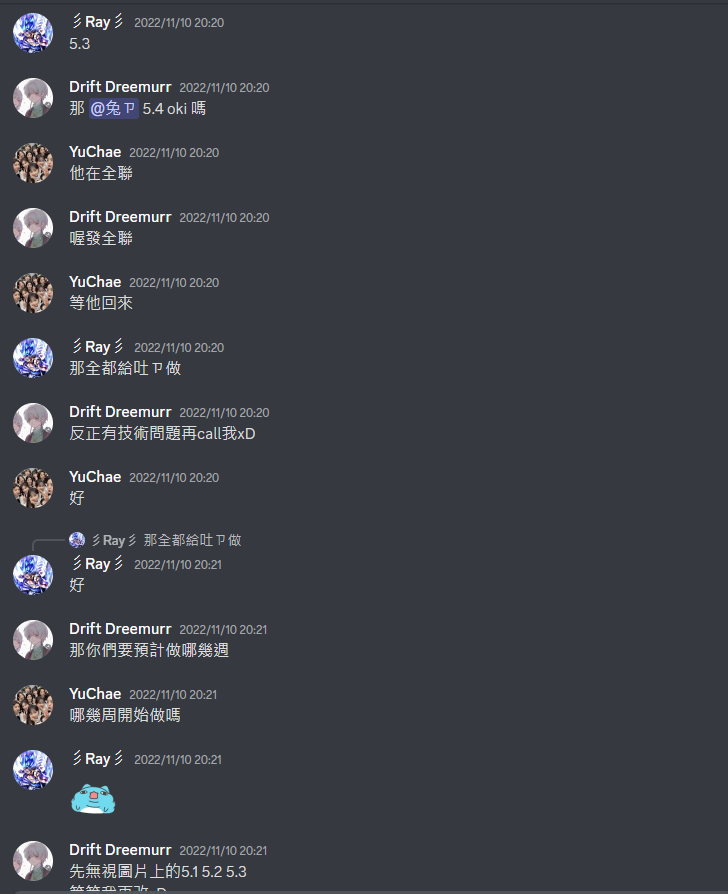 彡Ray彡 2022/11/10 20:20
5.3
Drift Dreemurr 2022/11/10 20:20
那 @兔ㄗ 5.4 oki 嗎
YuChae 2022/11/10 20:20
他在全聯
Drift Dreemurr 2022/11/10 20:20
喔發全聯
YuChae 2022/11/10 20:20
等他回來
彡Ray彡 2022/11/10 20:20
那全都給吐ㄗ做
Drift Dreemurr 2022/11/10 20:20
反正有技術問題再call我xD
YuChae 2022/11/10 20:20
好
彡Ray彡 那全都給吐ㄗ做
彡Ray彡 2022/11/10 20:21
好
Drift Dreemurr 2022/11/10 20:21
那你們要預計做哪幾週
YuChae 2022/11/10 20:21
哪幾周開始做嗎
彡Ray彡 2022/11/10 20:21
Drift Dreemurr 2022/11/10 20:21
先無視圖片上的5.1 5.2 5.3